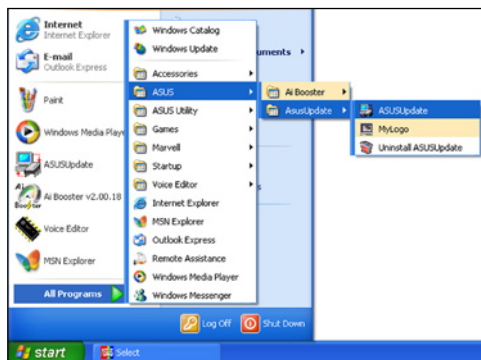 Internet
Internet Explorer
E-mail
Outlook Express
Paint
Windows Media Play
ASUSUpdate
Ai Booster v2.00.18
Voice Editor
MSN Explorer
All Programs
Windows Catalog
Windows Update
Accessories
ASUS
ASUS Utility
Games
Marvell
Startup
Voice Editor
Internet Explorer
MSN Explorer
Outlook Express
Remote Assistance
Windows Media Player
Windows Messenger
uments
s
Ai Booster
AsusUpdate
ASUSUpdate
MyLogo
Uninstall ASUSUpdate
Log Off
Shut Down
start
Select